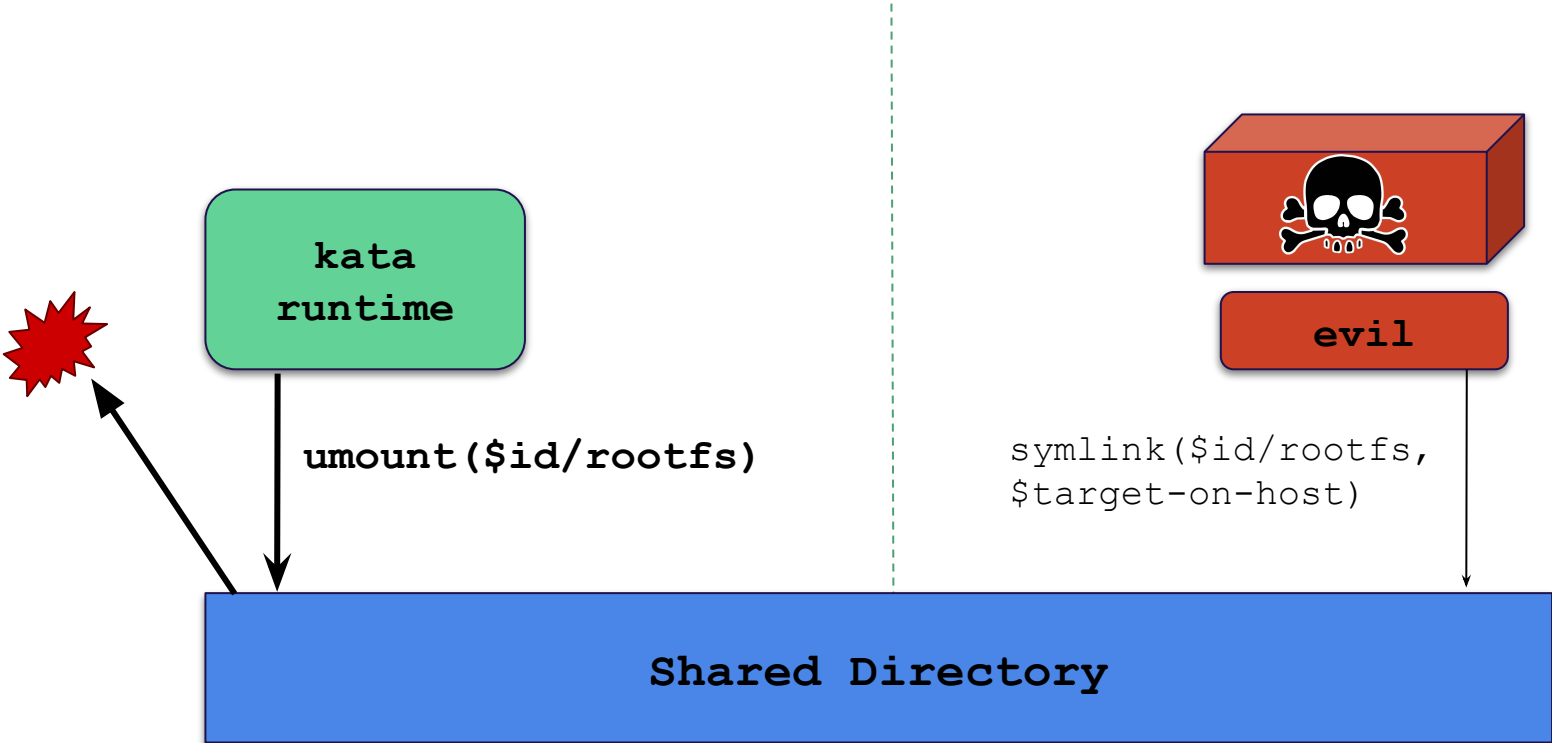 kata
runtime
evil
umount($id/rootfs)
symlink($id/rootfs,
$target-on-host)
Shared Directory